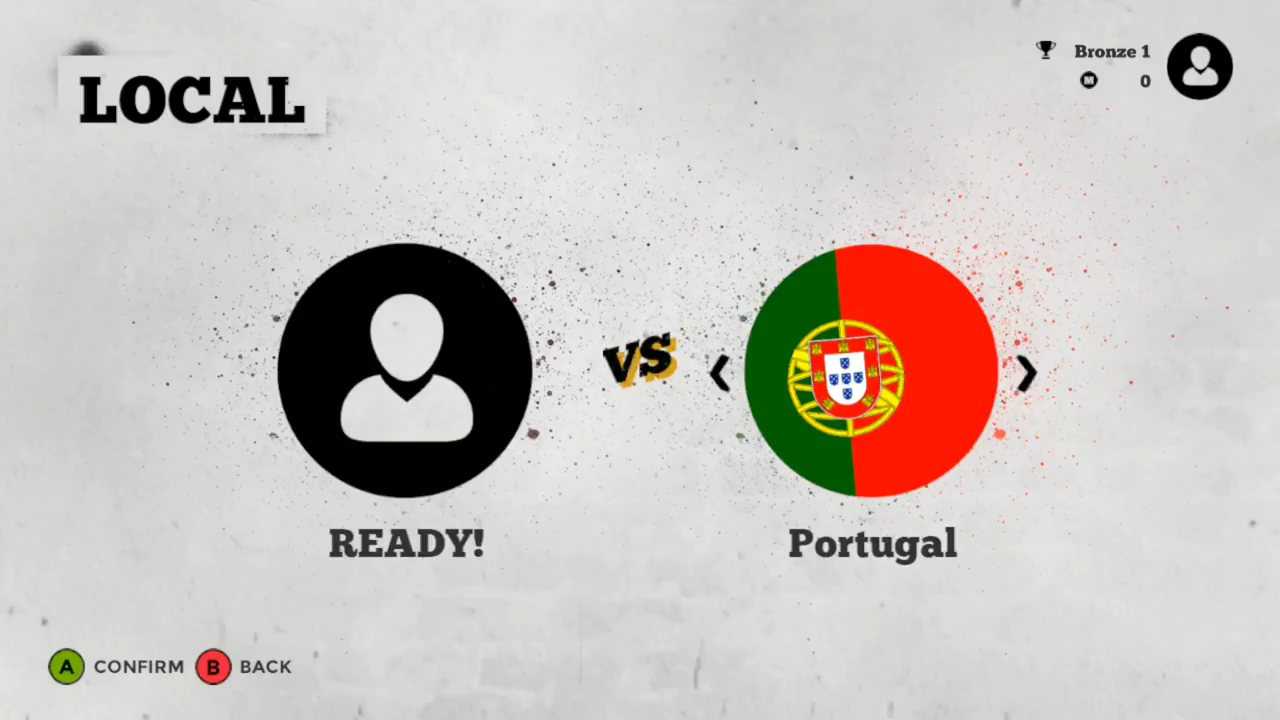 LOCAL
Bronze 1
M 0
VS
READY!
Portugal
A CONFIRM B BACK